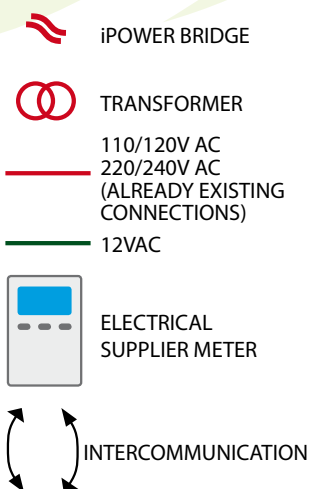 iPOWER BRIDGE
TRANSFORMER
110/120V AC
220/240V AC
(ALREADY EXISTING
CONNECTIONS)
12VAC
ELECTRICAL
SUPPLIER METER
INTERCOMMUNICATION